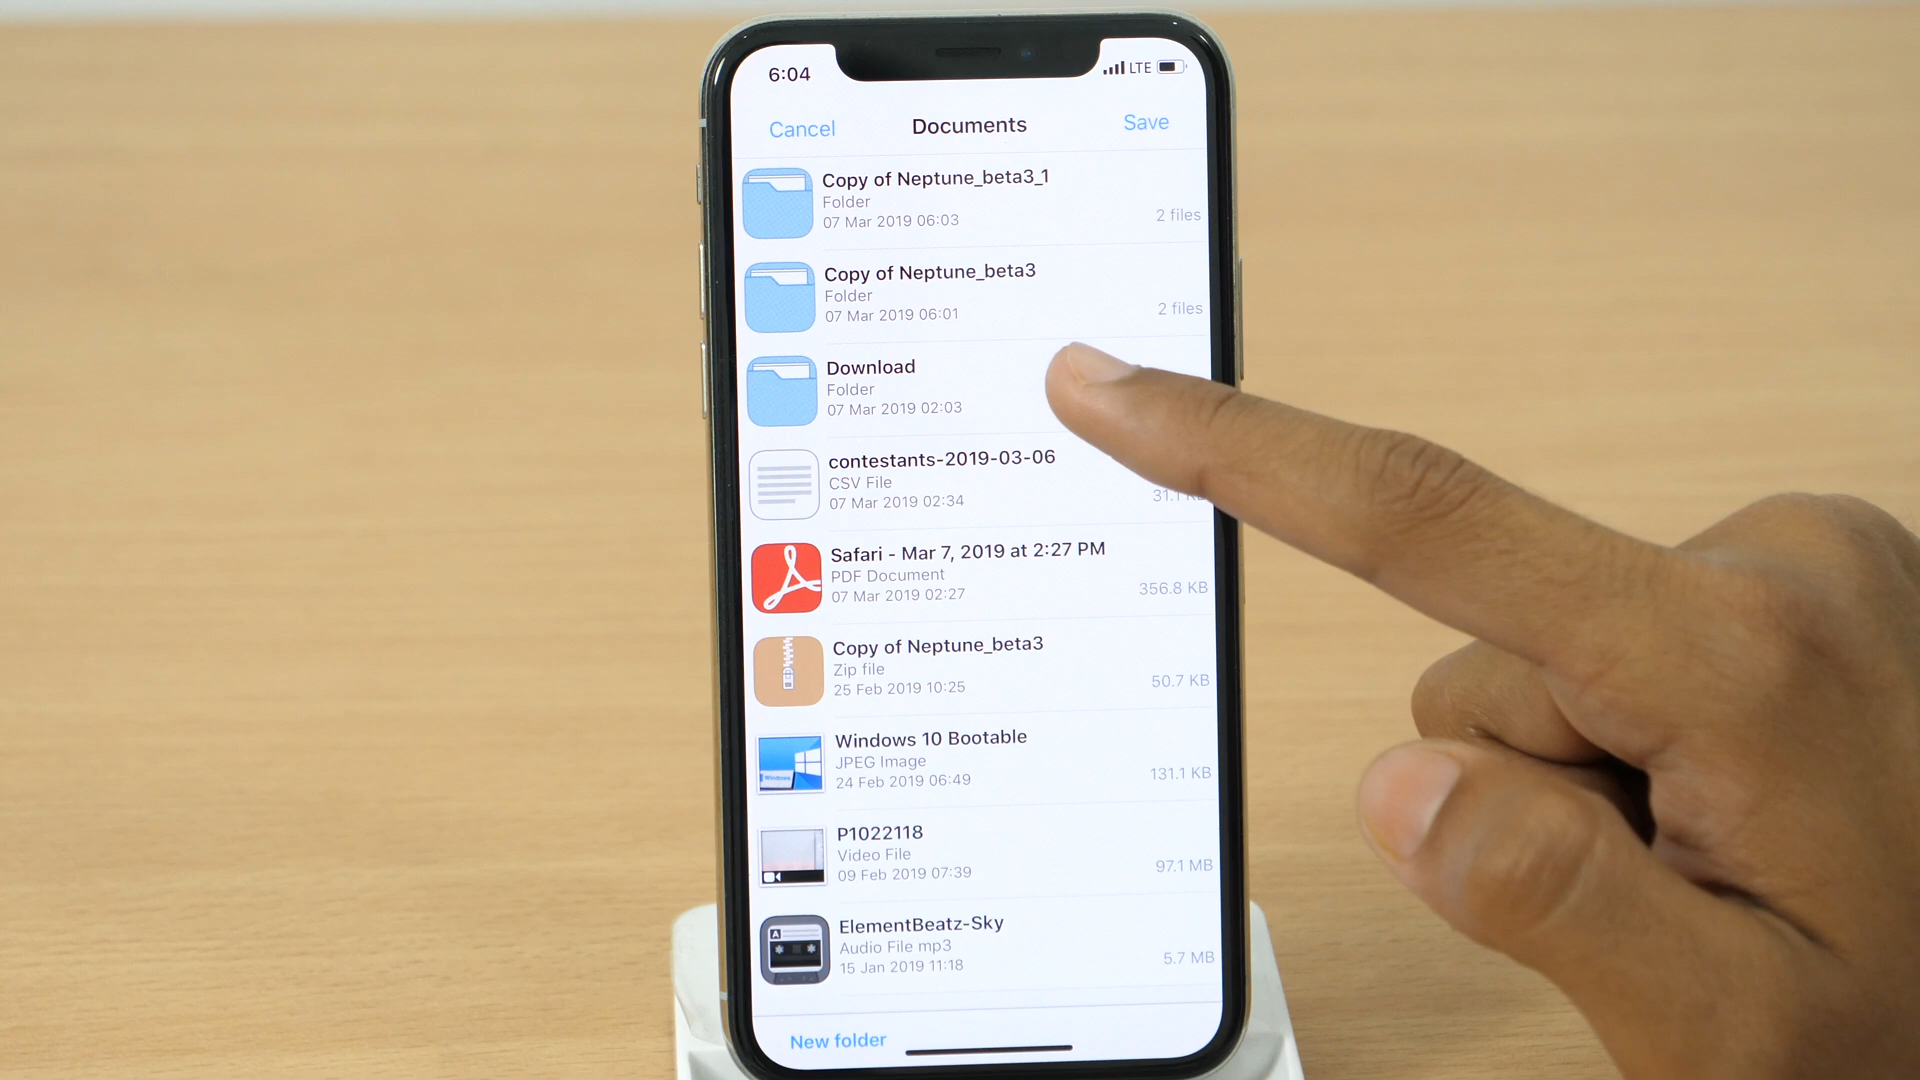 6:04
LTE
Cancel
Documents
Save
Copy of Neptune_beta3_1
Folder
07 Mar 2019 06:03
2 files
Copy of Neptune_beta3
Folder
07 Mar 2019 06:01
2 files
Download
Folder
07 Mar 2019 02:03
contestants-2019-03-06
CSV File
07 Mar 2019 02:34
31.1 KB
Safari - Mar 7, 2019 at 2:27 PM
PDF Document
07 Mar 2019 02:27
356.8 KB
Copy of Neptune_beta3
Zip file
25 Feb 2019 10:25
50.7 KB
Windows 10 Bootable
JPEG Image
24 Feb 2019 06:49
131.1 KB
Windows
P1022118
Video File
09 Feb 2019 07:39
97.1 MB
A
ElementBeatz-Sky
Audio File mp3
15 Jan 2019 11:18
5.7 MB
New folder